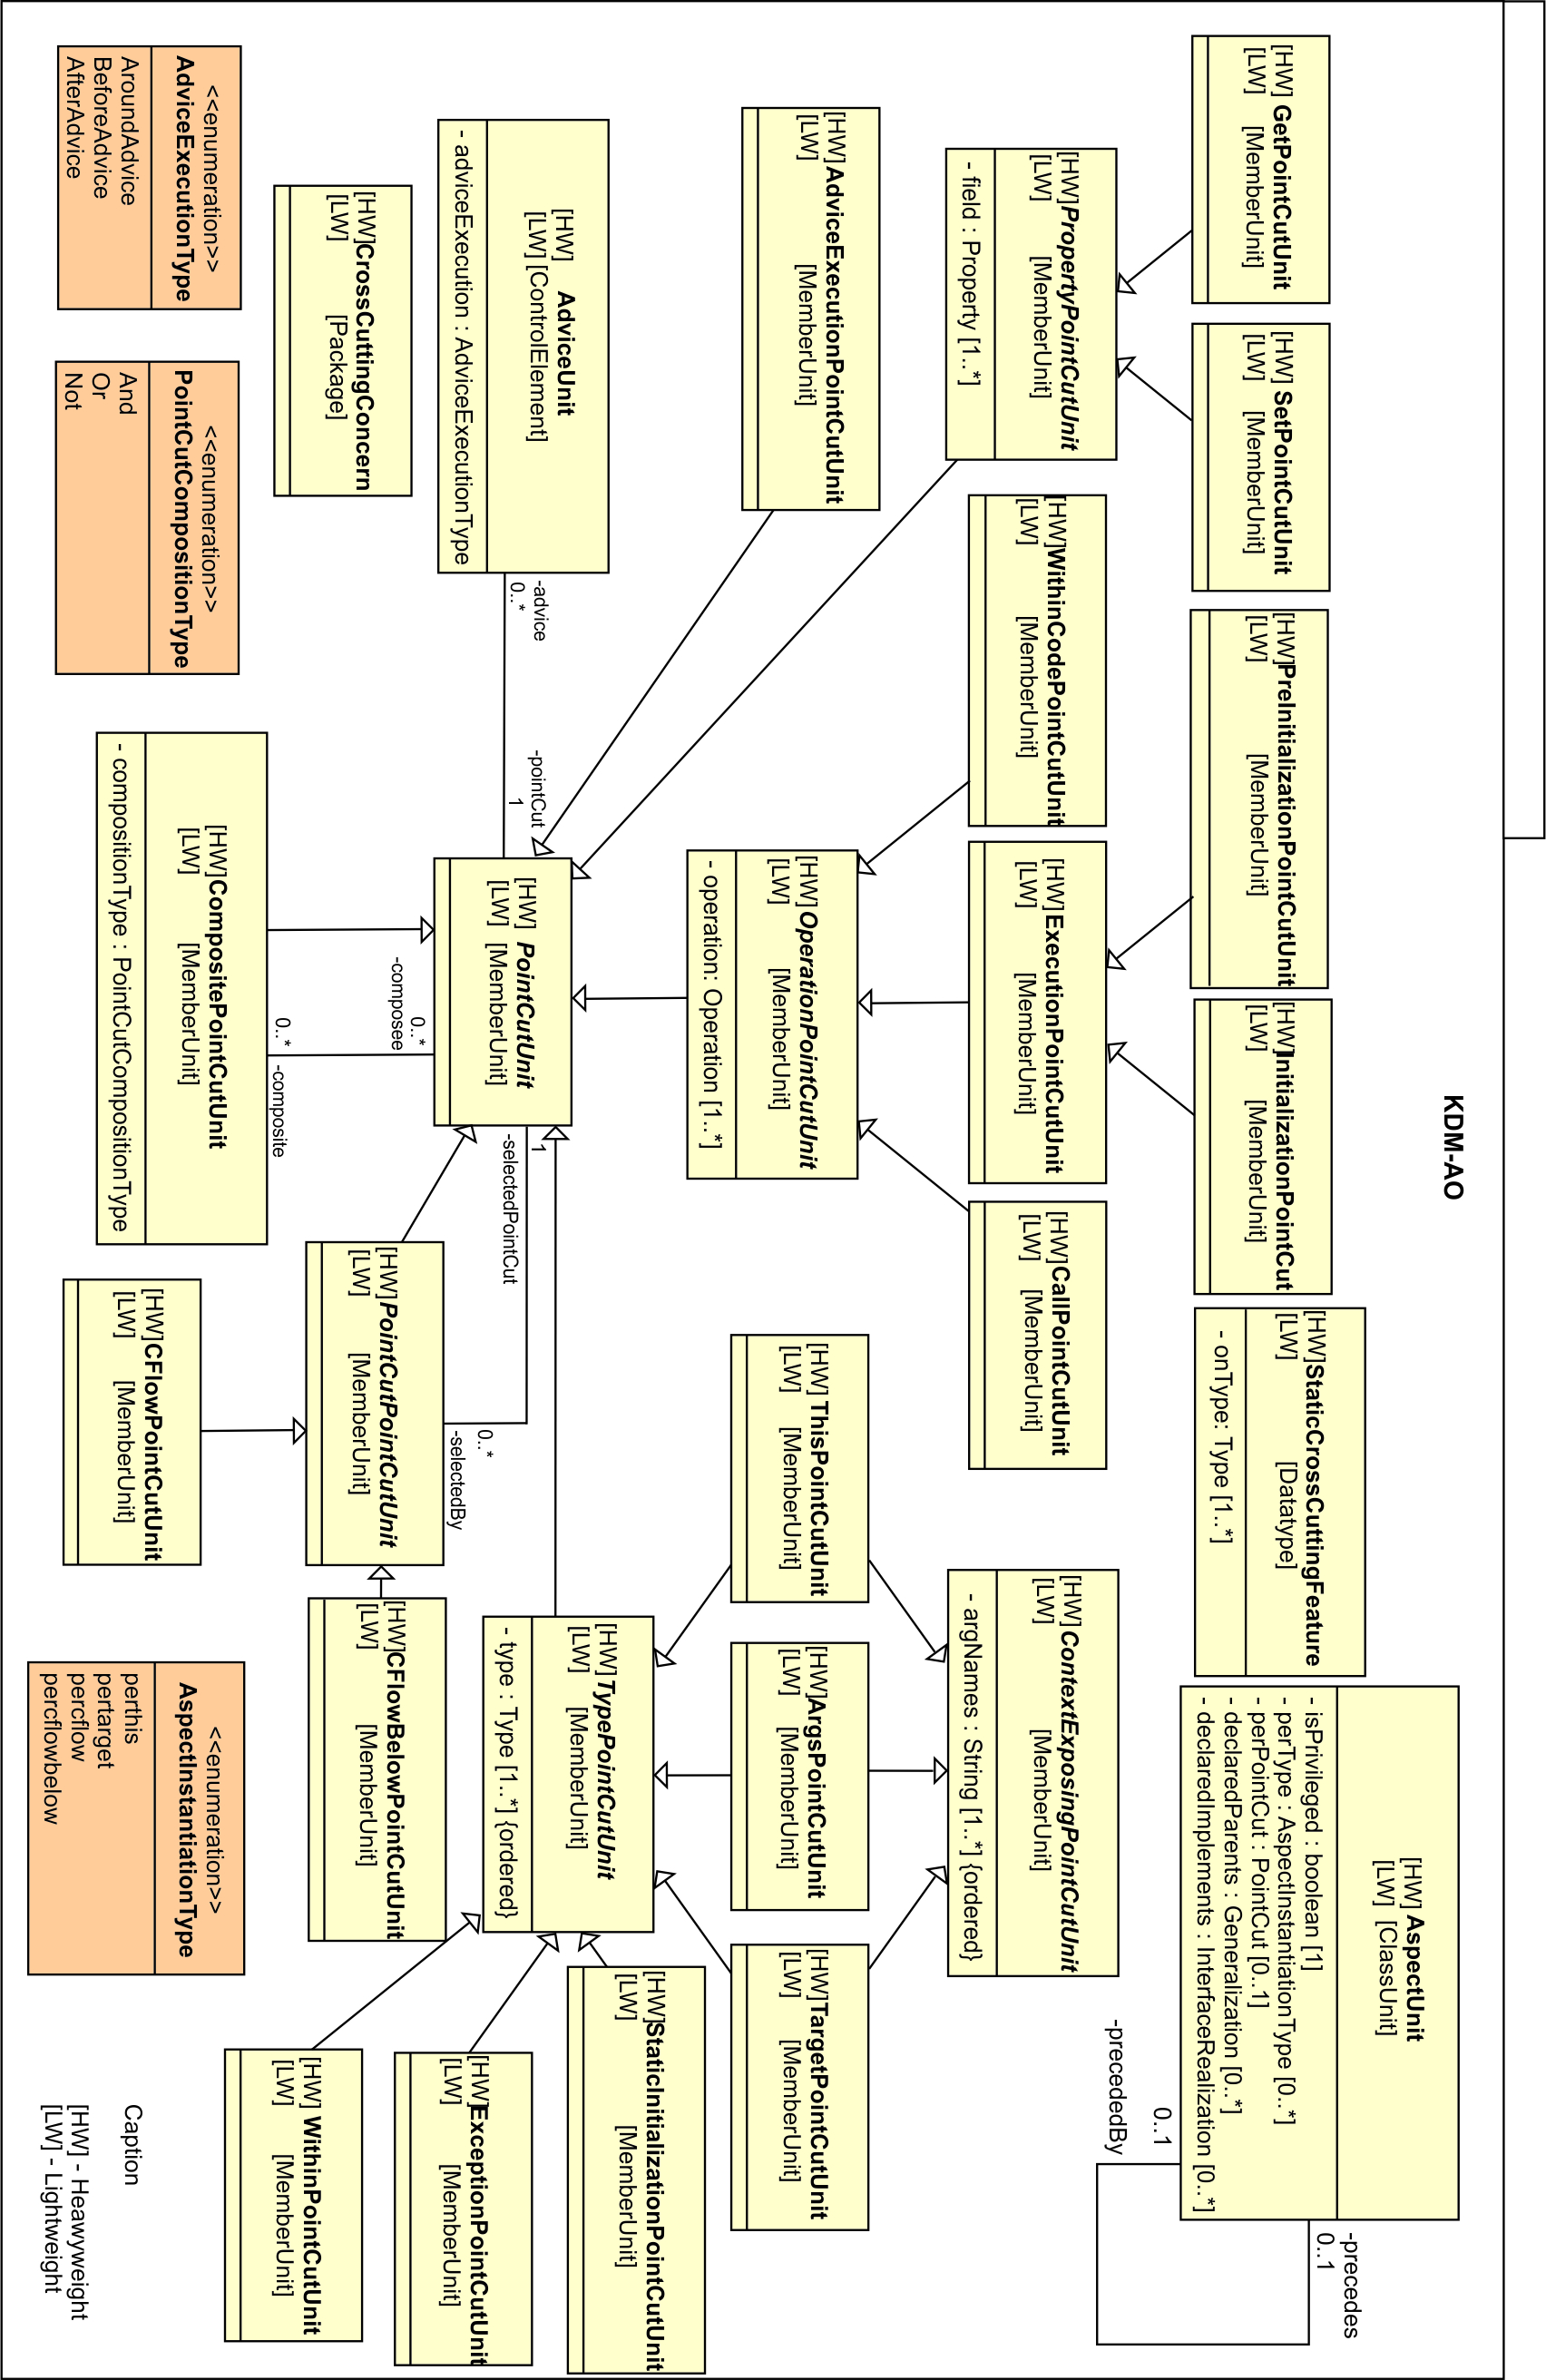 KDM-AO
[HW] GetPointCutUnit
[LW] [MemberUnit]
[HW] SetPointCutUnit
[LW] [MemberUnit]
[HW]PreInitializationPointCutUnit
[LW] [MemberUnit]
[HW]InitializationPointCut
[LW] [MemberUnit]
[HW]StaticCrossCuttingFeature
[LW] [Datatype]
- onType: Type [1..*]
[HW] AspectUnit
[LW] [ClassUnit]
- isPrivileged : boolean [1]
- perType : AspectInstantiationType [0..*]
- perPointCut : PointCut [0..1]
- declaredParents : Generalization [0..*]
- declaredImplements : InterfaceRealization [0..*]
-precedes
0..1
0..1
-precededBy
[HW]PropertyPointCutUnit
[LW] [MemberUnit]
- field : Property [1..*]
[HW]WithinCodePointCutUnit
[LW] [MemberUnit]
[HW]ExecutionPointCutUnit
[LW] [MemberUnit]
[HW]CallPointCutUnit
[LW] [MemberUnit]
[HW]ContextExposingPointCutUnit
[LW] [MemberUnit]
- argNames : String [1..*] {ordered}
[HW]AdviceExecutionPointCutUnit
[LW] [MemberUnit]
[HW]OperationPointCutUnit
[LW] [MemberUnit]
- operation: Operation [1..*]
[HW] ThisPointCutUnit
[LW] [MemberUnit]
[HW]ArgsPointCutUnit
[LW] [MemberUnit]
[HW]TargetPointCutUnit
[LW] [MemberUnit]
[HW] AdviceUnit
[LW] [ControlElement]
- adviceExecution : AdviceExecutionType
-advice
0..*
-pointCut
1
[HW] PointCutUnit
[LW] [MemberUnit]
1
-selectedPointCut
[HW]TypePointCutUnit
[LW] [MemberUnit]
- type : Type [1..*] {ordered}
[HW]StaticInitializationPointCutUnit
[LW] [MemberUnit]
[HW]CrossCuttingConcern
[LW] [Package]
0..*
-composee
0..*
-composite
[HW]CompositePointCutUnit
[LW] [MemberUnit]
- compositionType : PointCutCompositionType
0..*
-selectedBy
[HW]PointCutPointCutUnit
[LW] [MemberUnit]
[HW]CFlowBelowPointCutUnit
[LW] [MemberUnit]
[HW]ExceptionPointCutUnit
[LW] [MemberUnit]
[HW] WithinPointCutUnit
[LW] [MemberUnit]
[HW]CFlowPointCutUnit
[LW] [MemberUnit]
<<enumeration>>
AdviceExecutionType
AroundAdvice
BeforeAdvice
AfterAdvice
<<enumeration>>
PointCutCompositionType
And
Or
Not
<<enumeration>>
AspectInstantiationType
perthis
pertarget
percflow
percflowbelow
Caption
[HW] - Heavyweight
[LW] - Lightweight